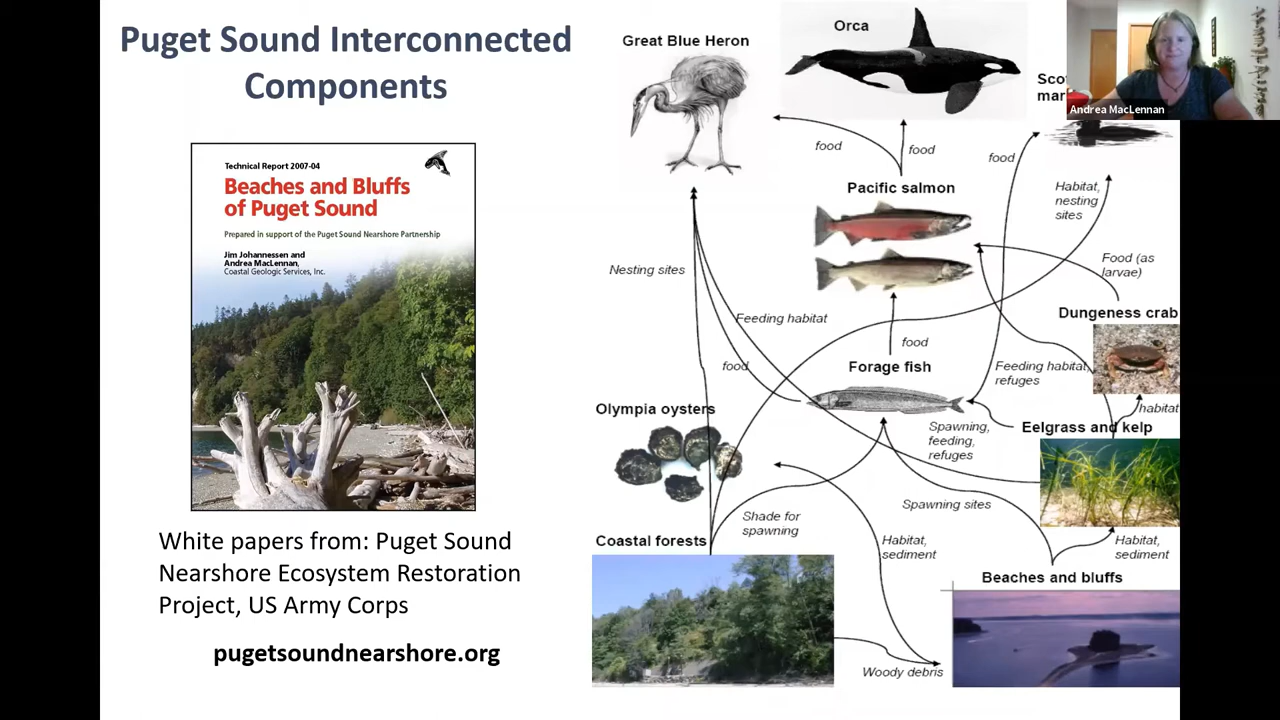 Puget Sound Interconnected
Components
Technical Report 2007-04
Beaches and Bluffs
of Puget Sound
Prepared in support of the Puget Sound Nearshore Partnership
Jim Johannessen and
Andrea MacLennan,
Coastal Geologic Services, Inc.
White papers from: Puget Sound
Nearshore Ecosystem Restoration
Project, US Army Corps
pugetsoundnearshore.org
Great Blue Heron
Orca
Andrea MacLennan
food
food
food
Pacific salmon
Habitat,
nesting
sites
Nesting sites
Food (as
larvae)
Feeding habitat
Dungeness crab
food
food
Forage fish
Feeding habitat,
refuges
habitat
Olympia oysters
Spawning,
feeding,
refuges
Eelgrass and kelp
Spawning sites
Shade for
spawning
Habitat,
sediment
Habitat,
sediment
Coastal forests
Beaches and bluffs
Woody debris